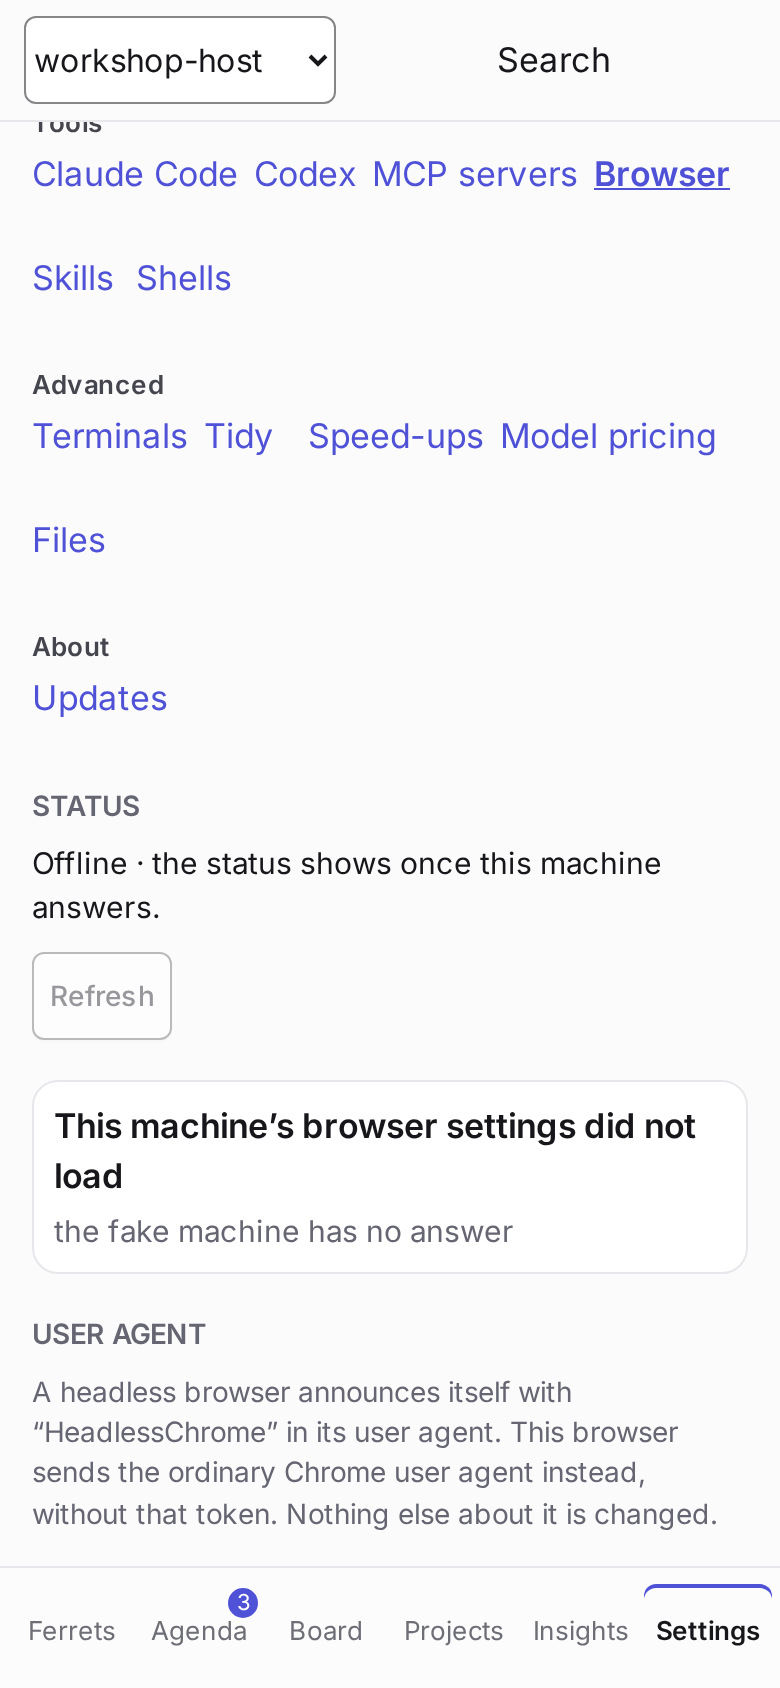 workshop-host
Search
Tools
Claude Code Codex MCP servers Browser
Skills Shells
Advanced
Terminals Tidy Speed-ups Model pricing
Files
About
Updates
STATUS
Offline · the status shows once this machine
answers.
Refresh
This machine’s browser settings did not
load
the fake machine has no answer
USER AGENT
A headless browser announces itself with
“HeadlessChrome” in its user agent. This browser
sends the ordinary Chrome user agent instead,
without that token. Nothing else about it is changed.
3
Ferrets Agenda Board Projects Insights Settings